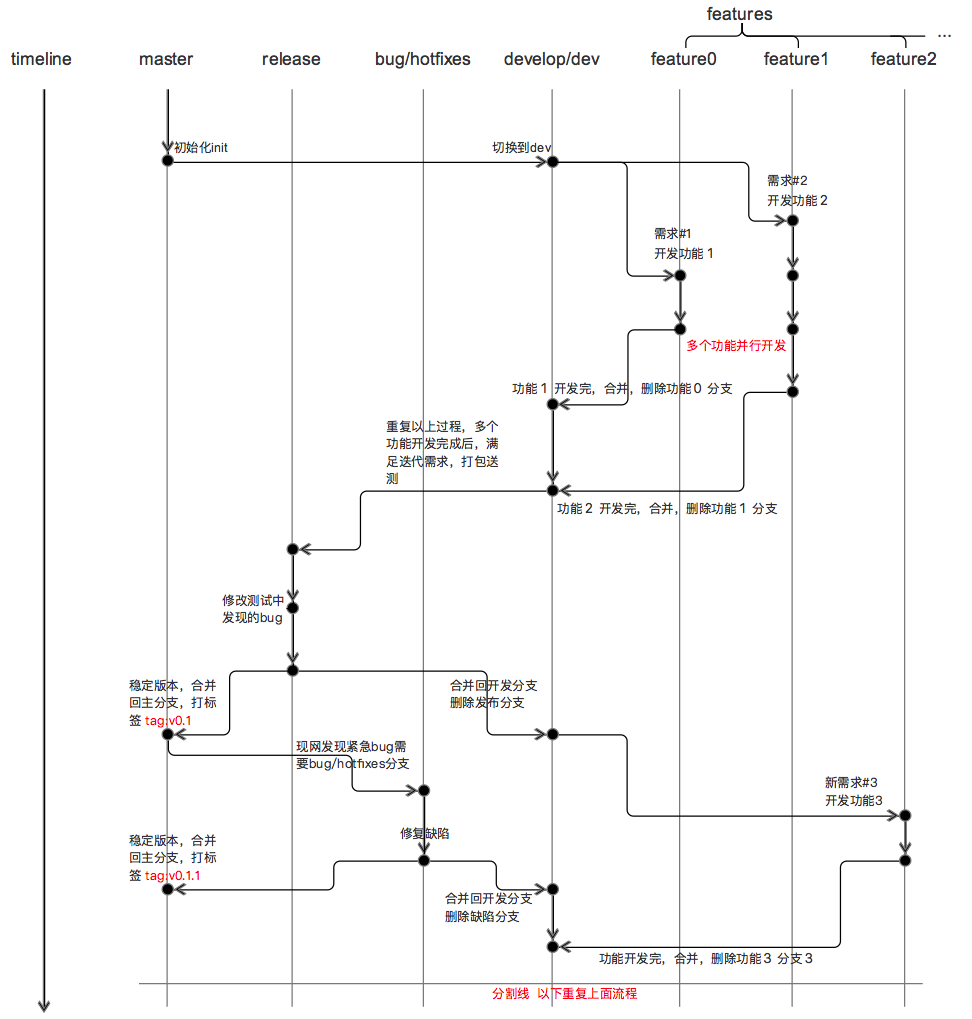 features
...
timeline
master
release
bug/hotfixes
develop/dev
feature0
feature1
feature2
初始化init
切换到dev
需求#2
开发功能 2
需求#1
开发功能 1
多个功能并行开发
功能 1 开发完，合并，删除功能 0 分支
重复以上过程，多个
功能开发完成后，满
足迭代需求，打包送
测
功能 2 开发完，合并，删除功能 1 分支
修改测试中
发现的bug
稳定版本，合并
回主分支，打标
签 tag:v0.1
合并回开发分支
删除发布分支
现网发现紧急bug需
要bug/hotfixes分支
新需求#3
开发功能3
修复缺陷
稳定版本，合并
回主分支，打标
签 tag:v0.1.1
合并回开发分支
删除缺陷分支
功能开发完，合并，删除功能 3 分支 3
分割线 以下重复上面流程